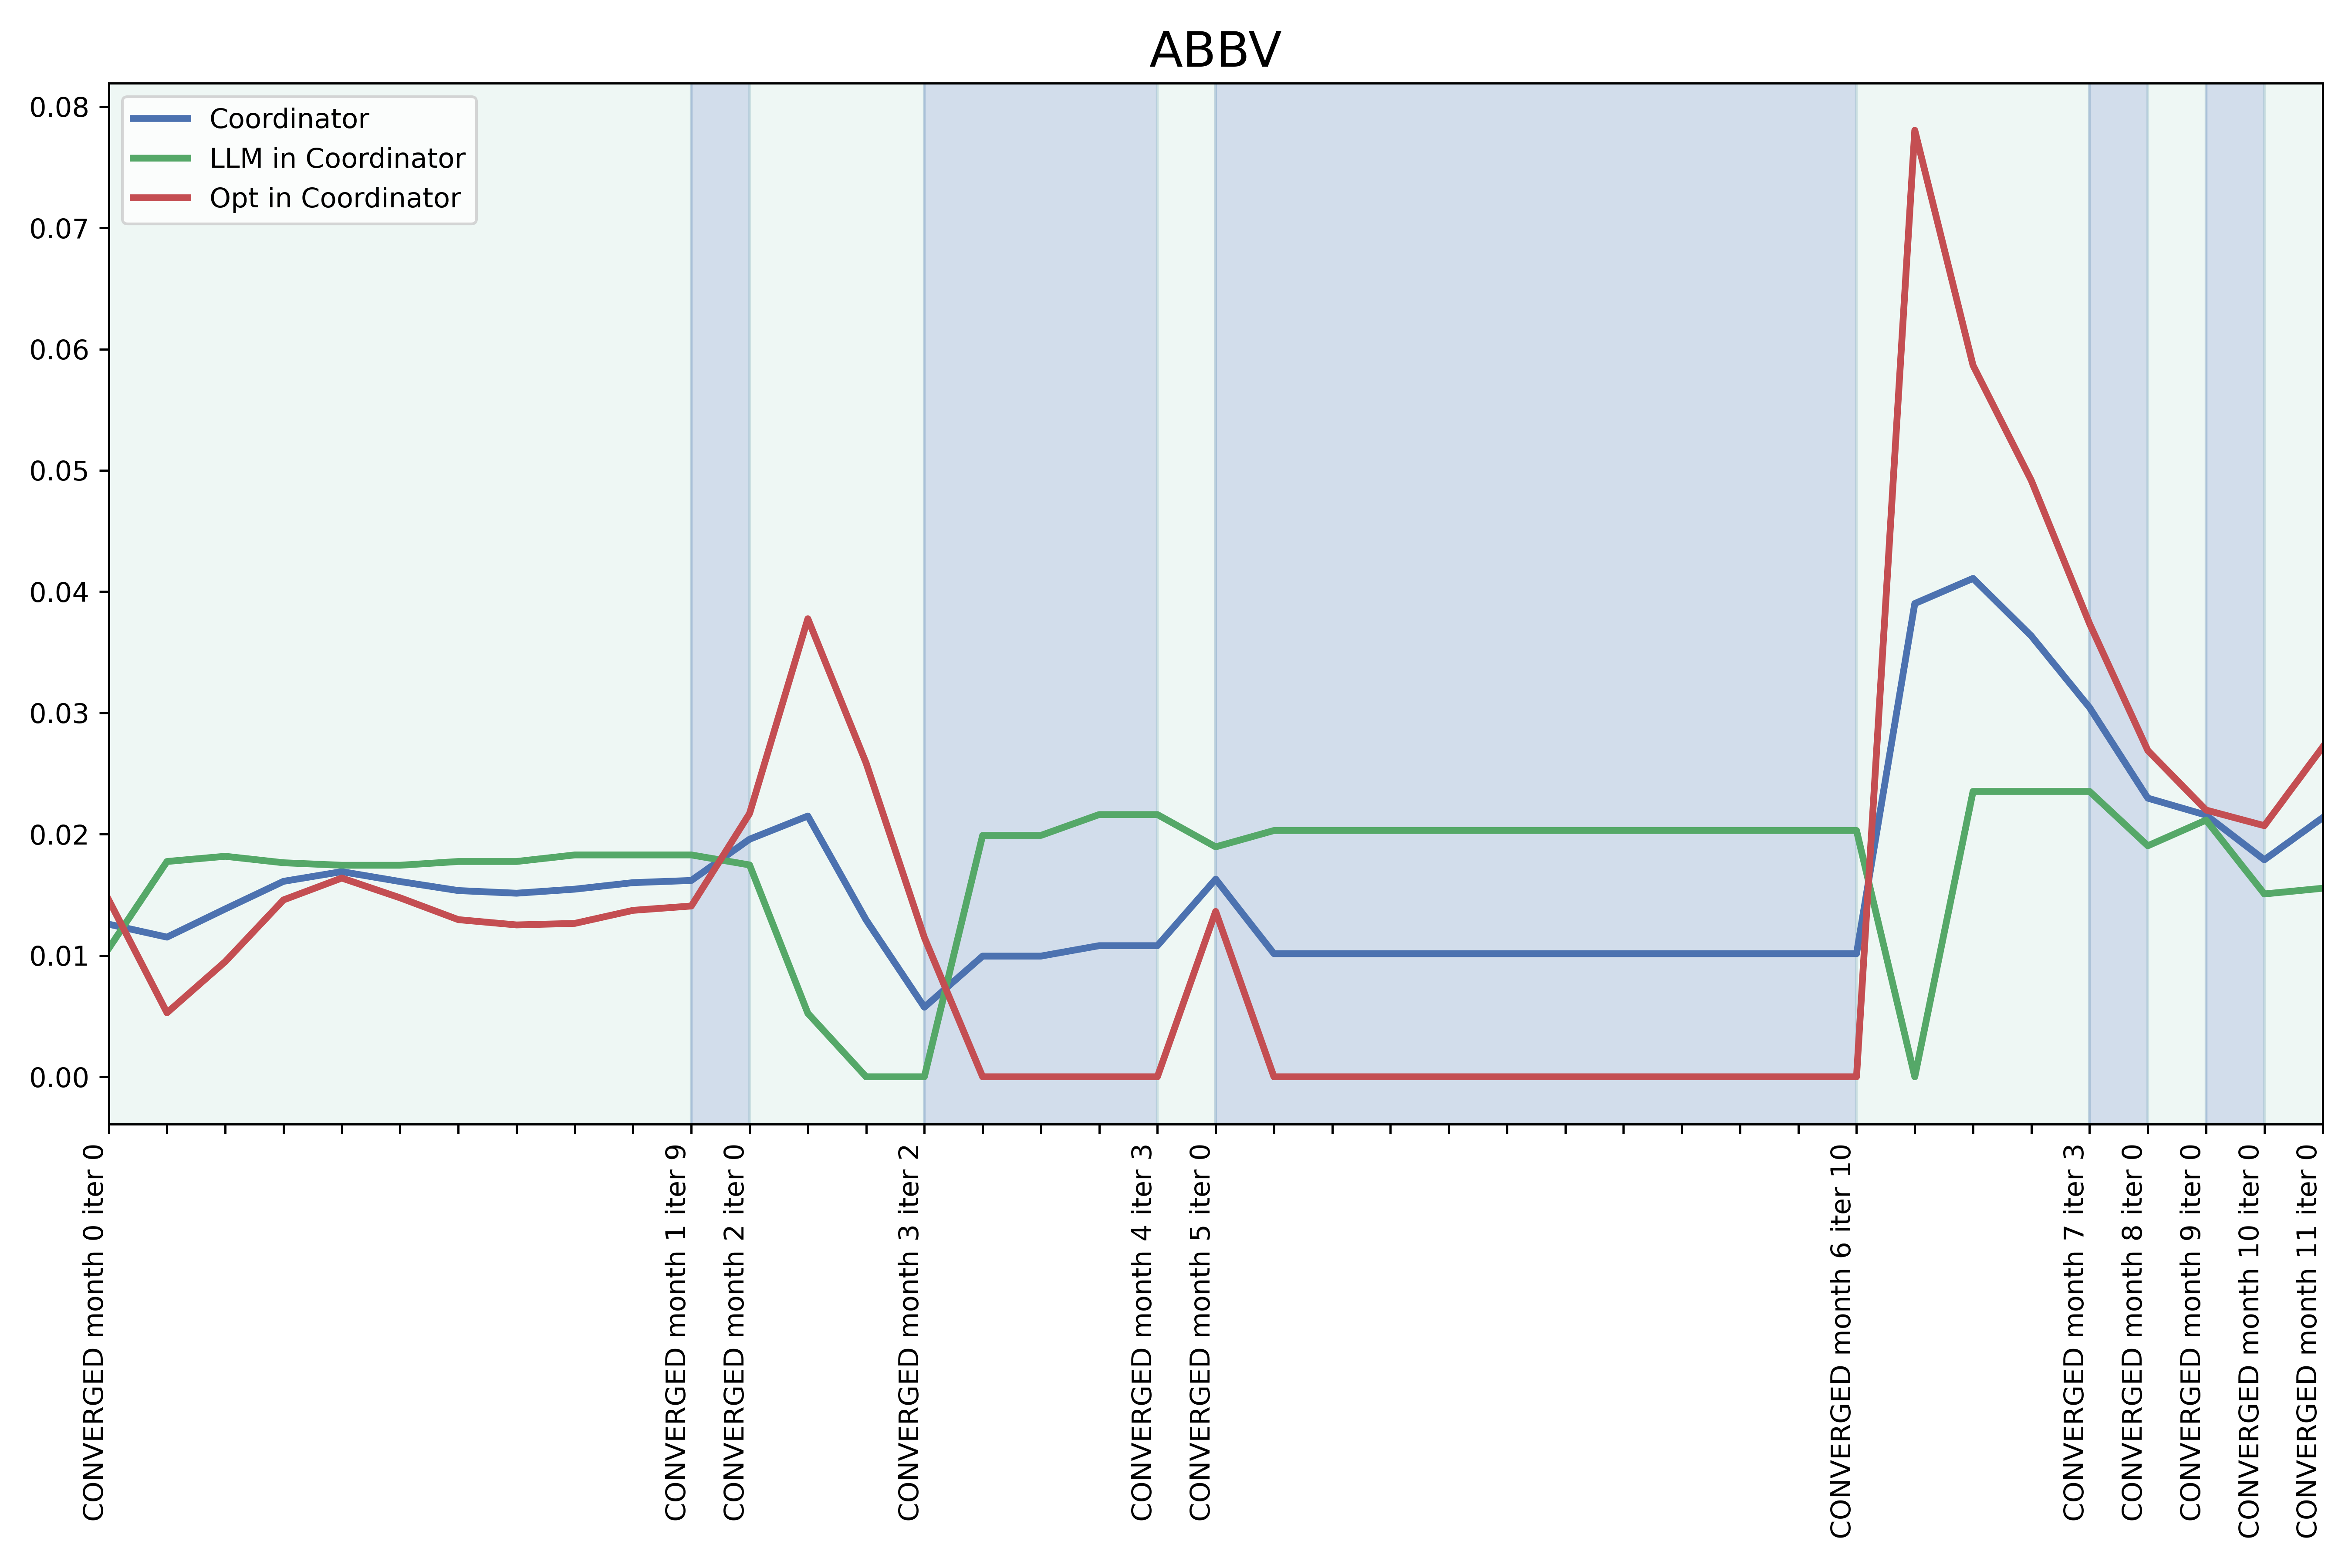 ABBV
Coordinator
LLM in Coordinator
Opt in Coordinator
0.08
0.07
0.06
0.05
0.04
0.03
0.02
0.01
0.00
CONVERGED month 0 iter 0
CONVERGED month 1 iter 9
CONVERGED month 2 iter 0
CONVERGED month 3 iter 2
CONVERGED month 4 iter 3
CONVERGED month 5 iter 0
CONVERGED month 6 iter 10
CONVERGED month 7 iter 3
CONVERGED month 8 iter 0
CONVERGED month 9 iter 0
CONVERGED month 10 iter 0
CONVERGED month 11 iter 0